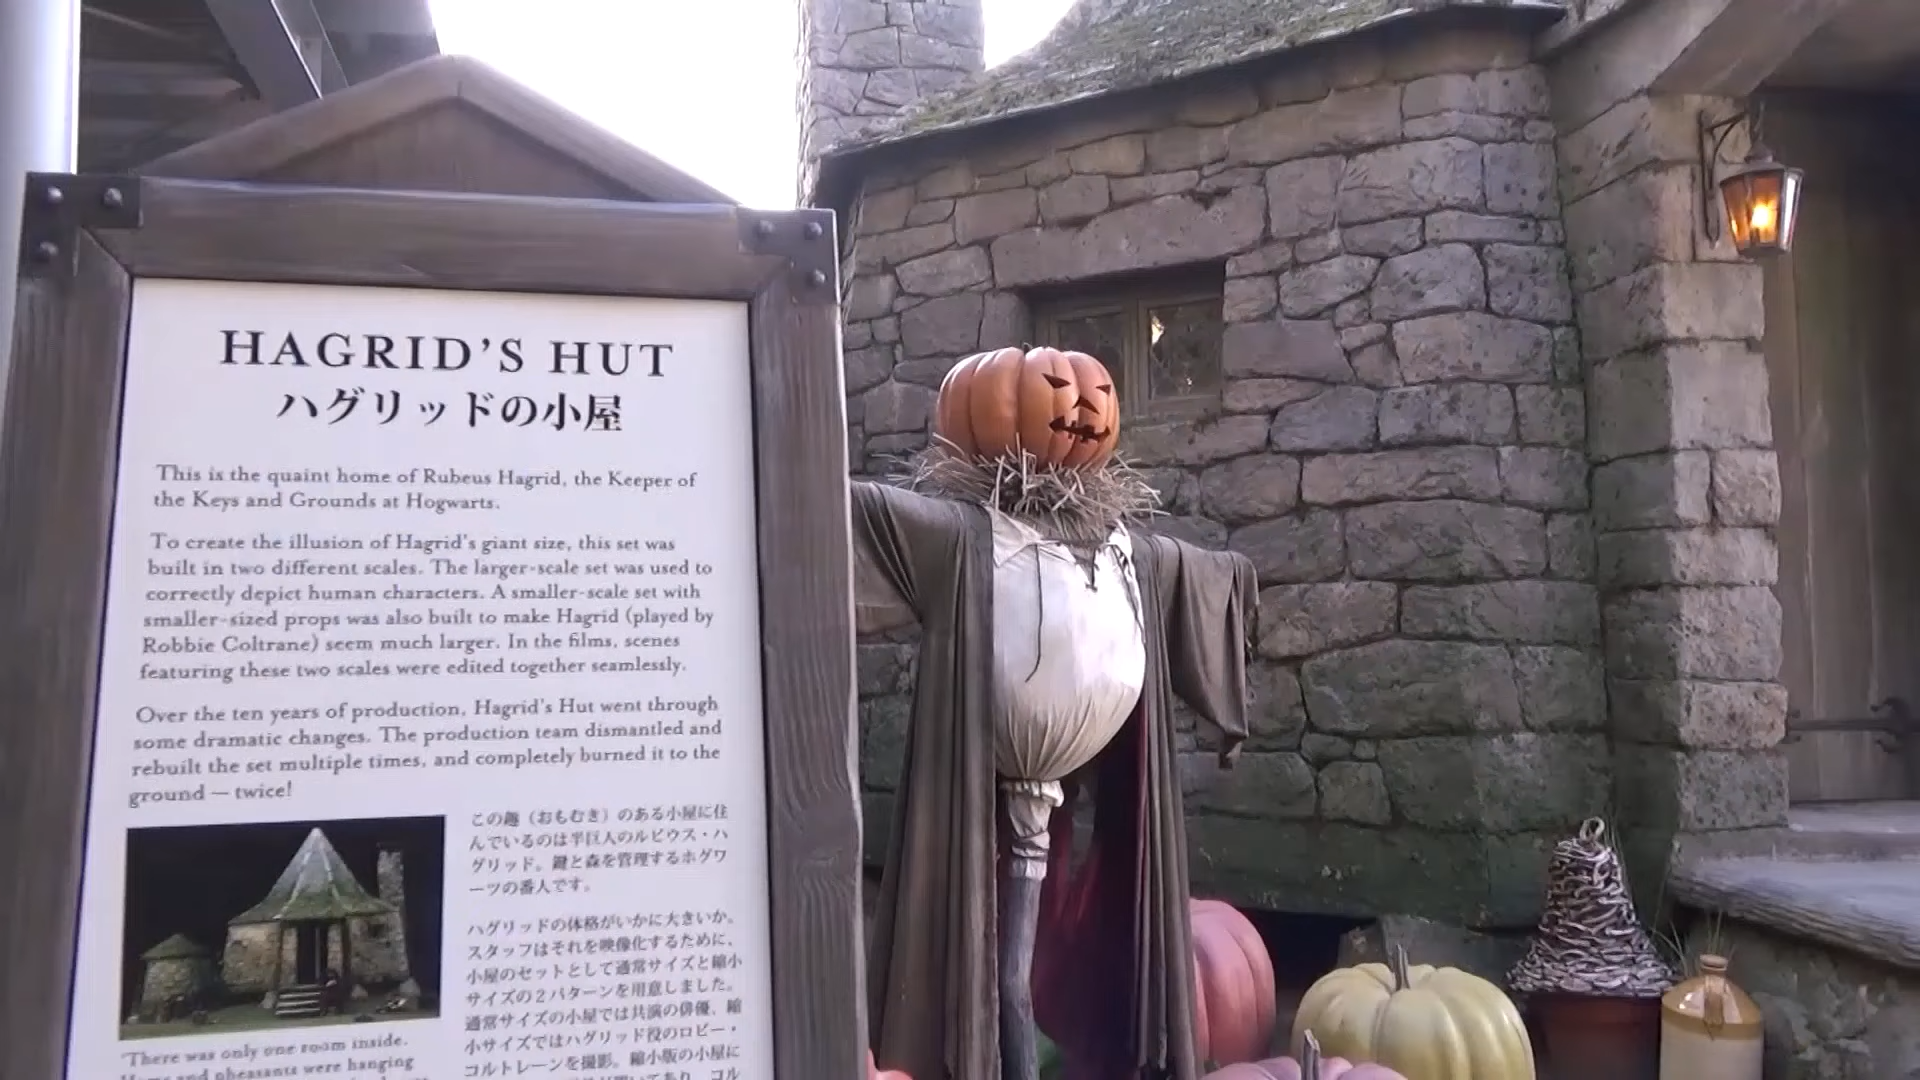 HAGRID'S HUT
ハグリッドの小屋
This is the quaint home of Rubeus Hagrid, the Keeper of
the Keys and Grounds at Hogwarts.
To create the illusion of Hagrid's giant size, this set was
built in two different scales. The larger-scale set was used to
correctly depict human characters. A smaller-scale set with
smaller-sized props was also built to make Hagrid (played by
Robbie Coltrane) seem much larger. In the films, scenes
featuring these two scales were edited together seamlessly.
Over the ten years of production, Hagrid's Hut went through
some dramatic changes. The production team dismantled and
rebuilt the set multiple times, and completely burned it to the
ground — twice!
この趣（おもむき）のある小屋に住
んでいるのは半巨人のルビウス・ハ
グリッド。鍵と森を管理するホグワ
ーツの番人です。
ハグリッドの体格がいかに大きいか。
スタッフはそれを映像化するために、
小屋のセットとして通常サイズと縮小
サイズの2パターンを用意しました。
通常サイズの小屋では共演の俳優、縮
小サイズではハグリッド役のロビー・
コルトレーンを撮影。縮小版の小屋に
'There was only one room inside.
and pheasants were hanging